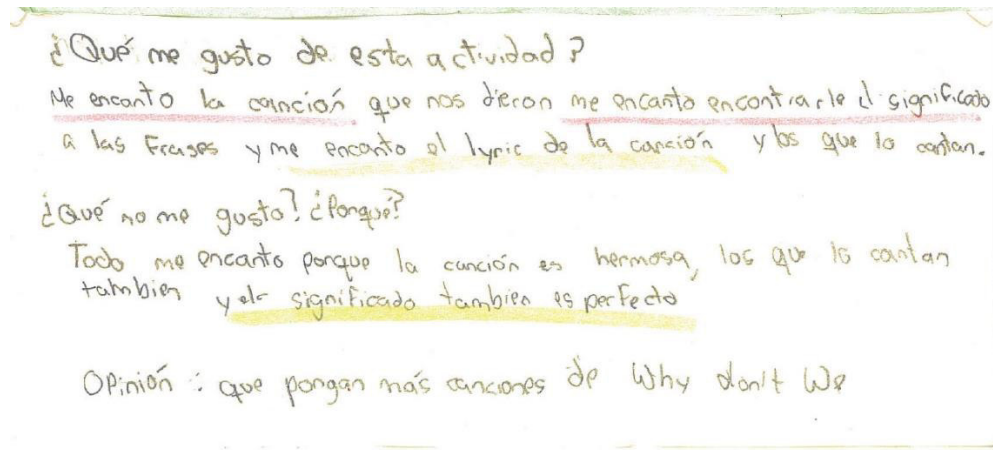 ¿Qué me gusto de esta actividad?
Me encanto la canción que nos dieron me encanto encontrarle el significado
a las Frases y me encanto el lyric de la canción y los que la cantan.
¿Qué no me gusto? ¿Porqué?
Todo me encanto porque la canción es hermosa, los que la cantan
tambien y el significado tambien es perfecto
Opinión : que pongan más canciones de Why don't We